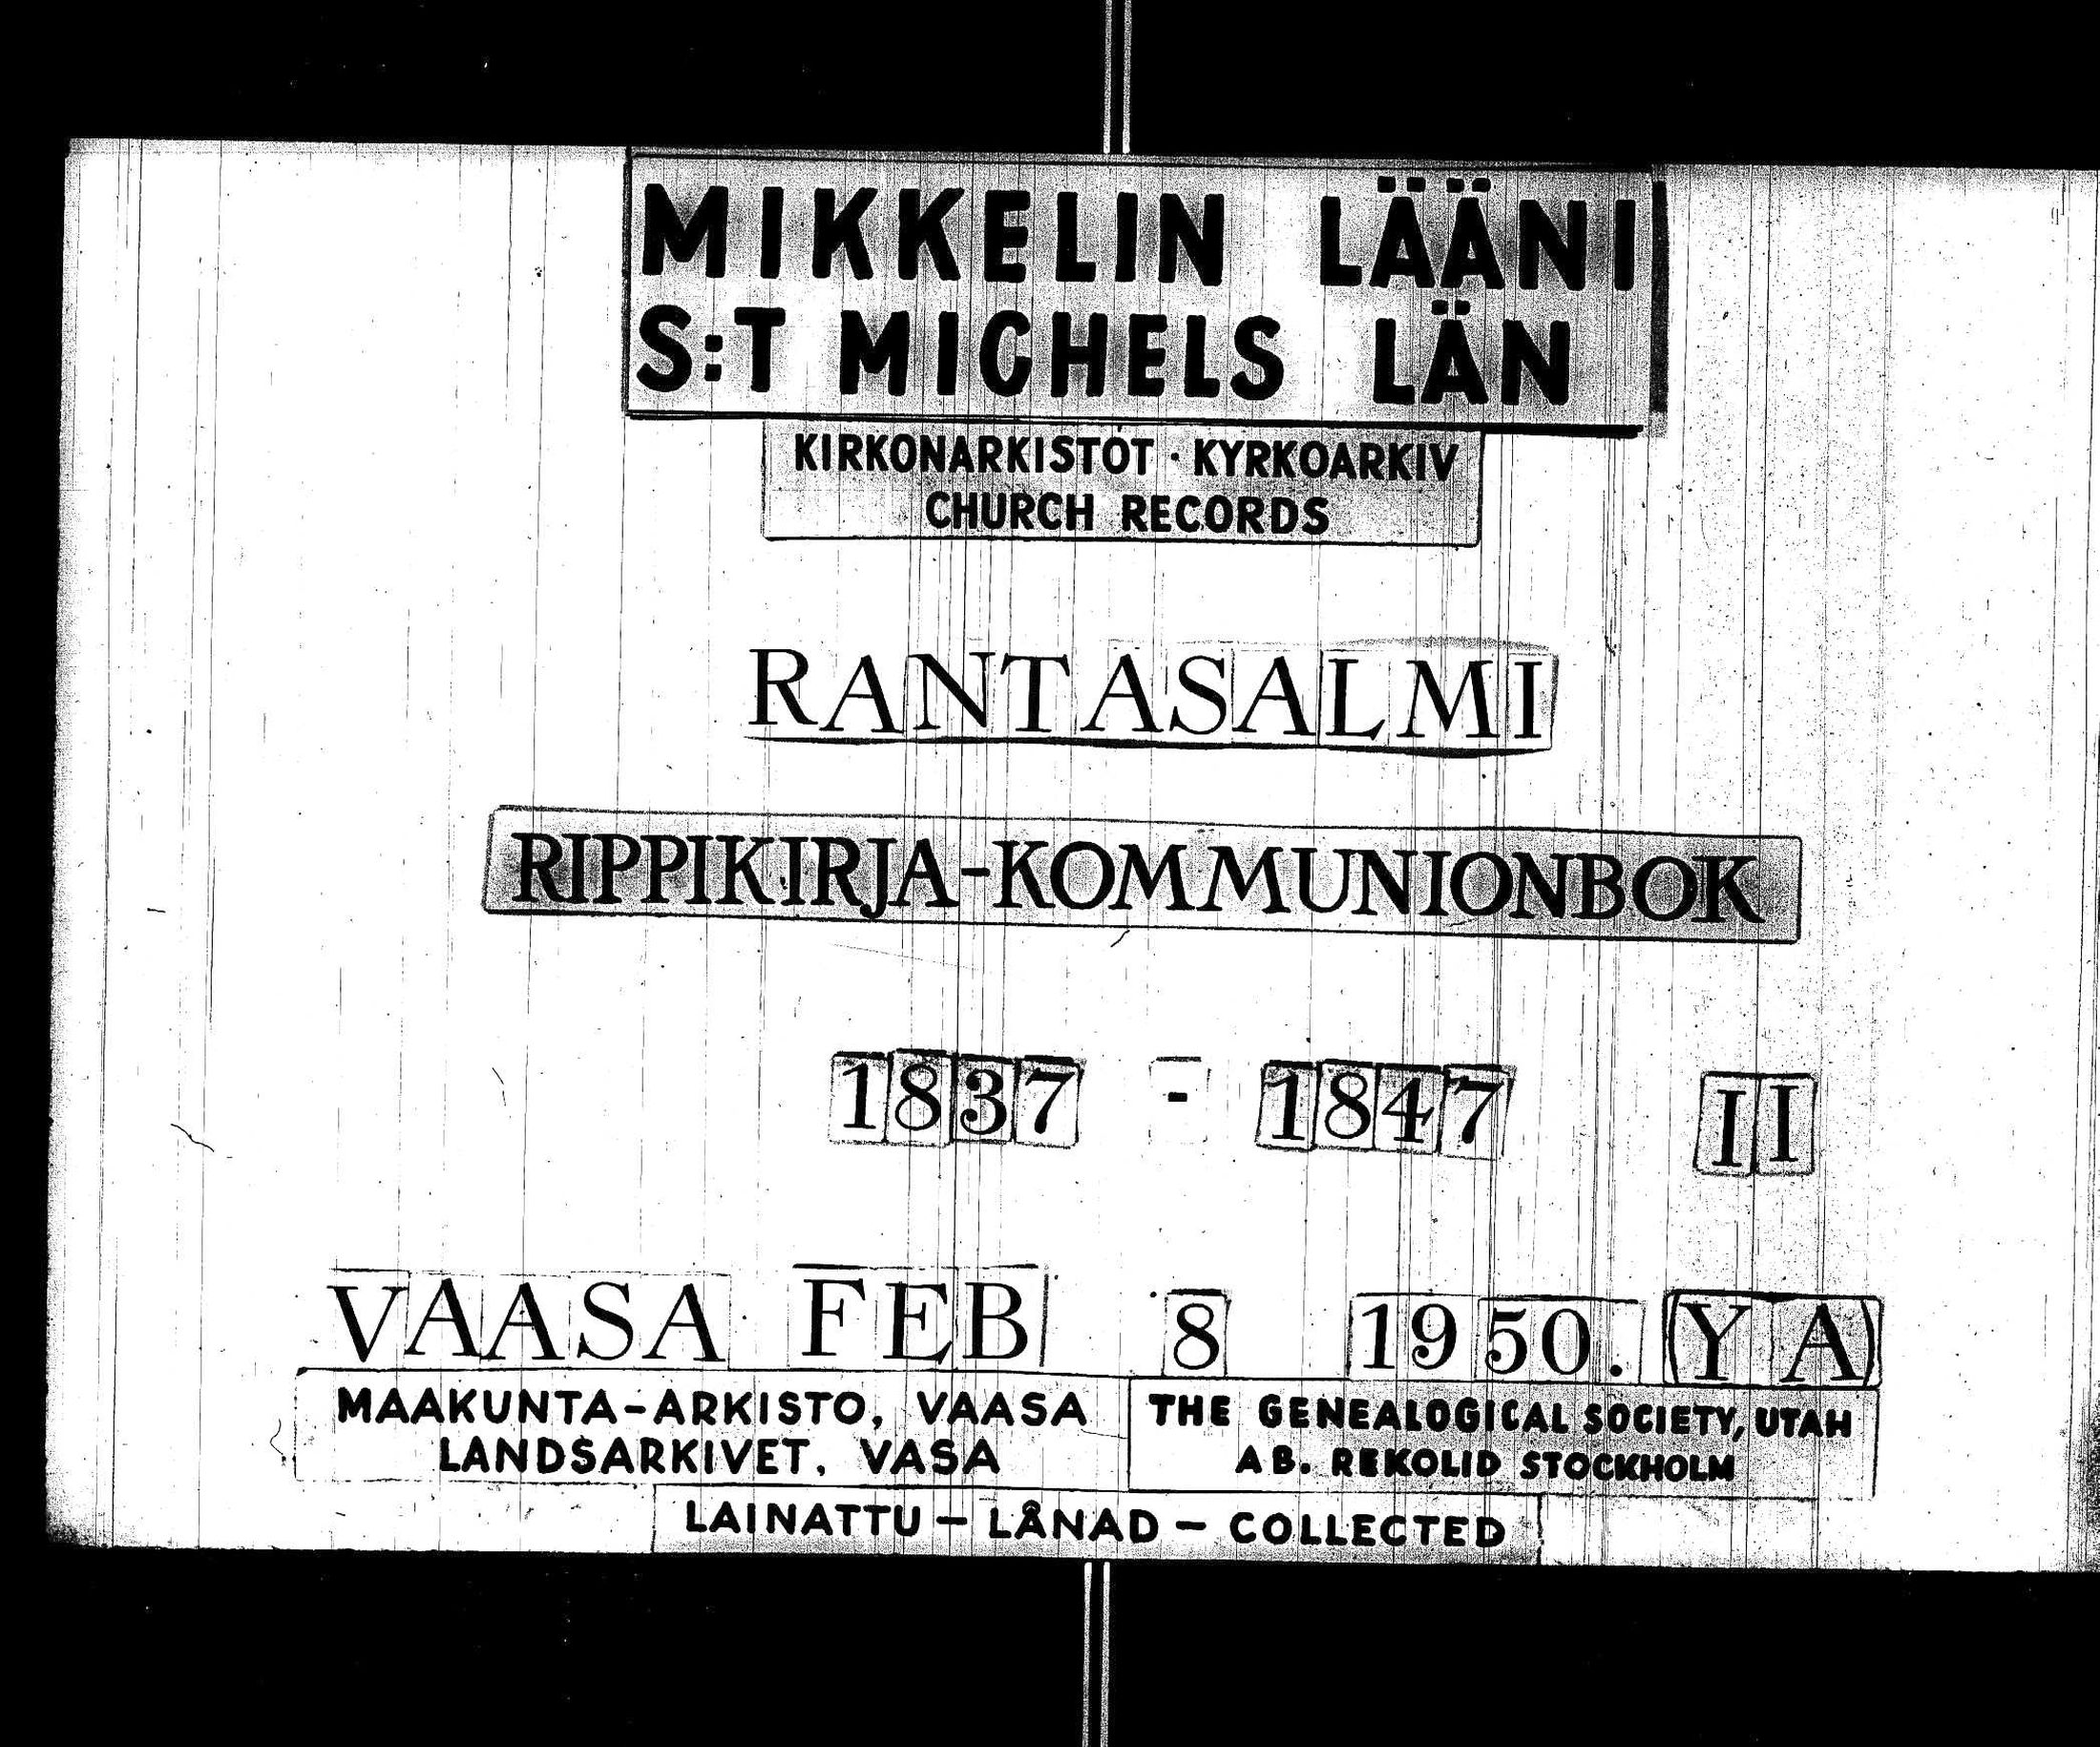 MIKKELIN LÄÄNI
S:T MICHELS LÄN
KIRKONARKISTOT · KYRKOARKIV
CHURCH RECORDS
RANTASALMI
RIPPIKIRJA-KOMMUNIONBOK
1837 - 1847 II
VAASA FEB 8 1950. (YA)
MAAKUNTA-ARKISTO, VAASA
LANDSARKIVET, VASA
THE GENEALOGICAL SOCIETY, UTAH
AB. REKOLID STOCKHOLM
LAINATTU – LÅNAD – COLLECTED